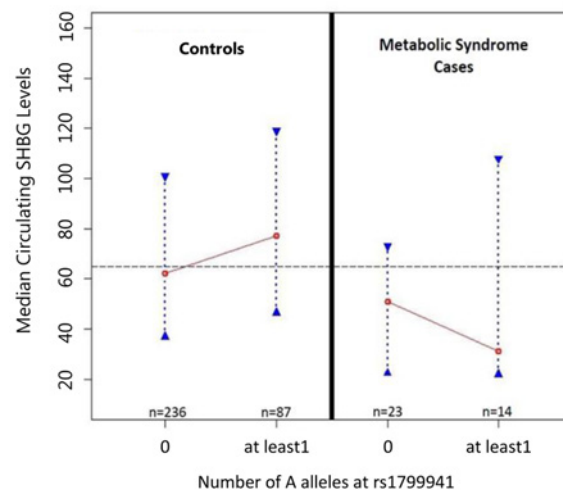 Median Circulating SHBG Levels
160
140
120
100
80
60
40
20
Controls
Metabolic Syndrome
Cases
n=236
n=87
n=23
n=14
0
at least1
0
at least1
Number of A alleles at rs1799941